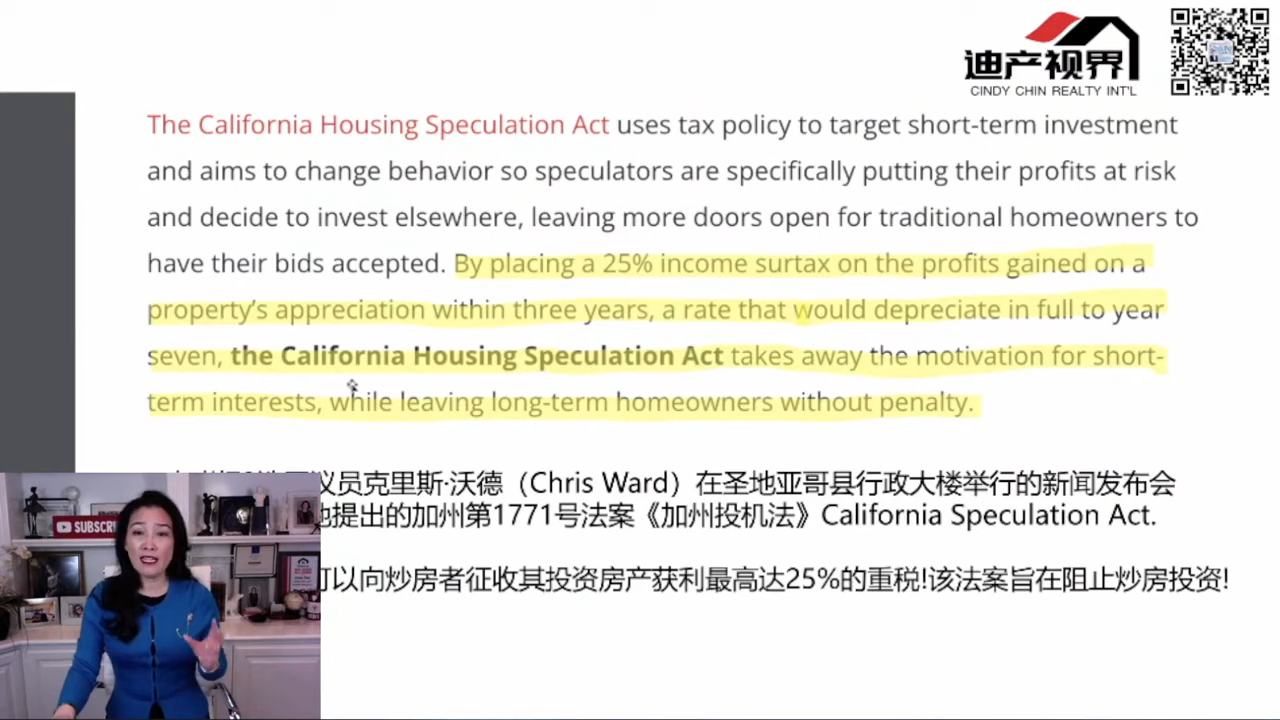 迪产视界
CINDY CHIN REALTY INT'L
The California Housing Speculation Act uses tax policy to target short-term investment
and aims to change behavior so speculators are specifically putting their profits at risk
and decide to invest elsewhere, leaving more doors open for traditional homeowners to
have their bids accepted. By placing a 25% income surtax on the profits gained on a
property's appreciation within three years, a rate that would depreciate in full to year
seven, the California Housing Speculation Act takes away the motivation for short-
term interests, while leaving long-term homeowners without penalty.
议员克里斯·沃德（Chris Ward）在圣地亚哥县行政大楼举行的新闻发布会
提出的加州第1771号法案《加州投机法》California Speculation Act.
可以向炒房者征收其投资房产获利最高达25%的重税!该法案旨在阻止炒房投资!
SUBSCR